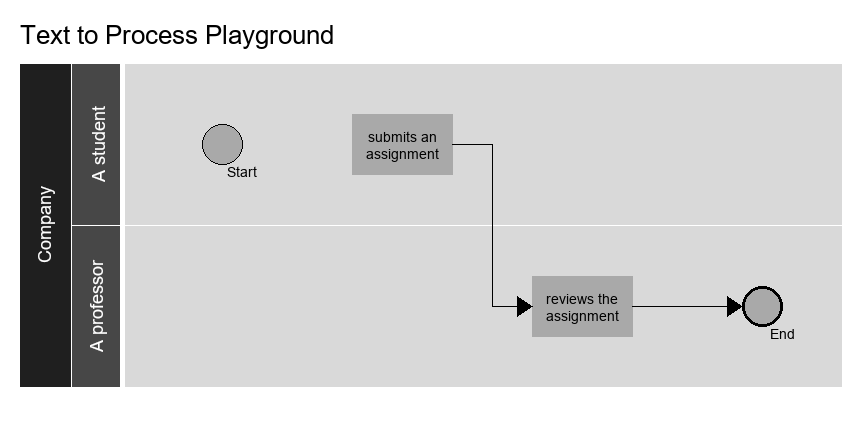 Text to Process Playground
Company
A student
Start
submits an
assignment
A professor
reviews the
assignment
End